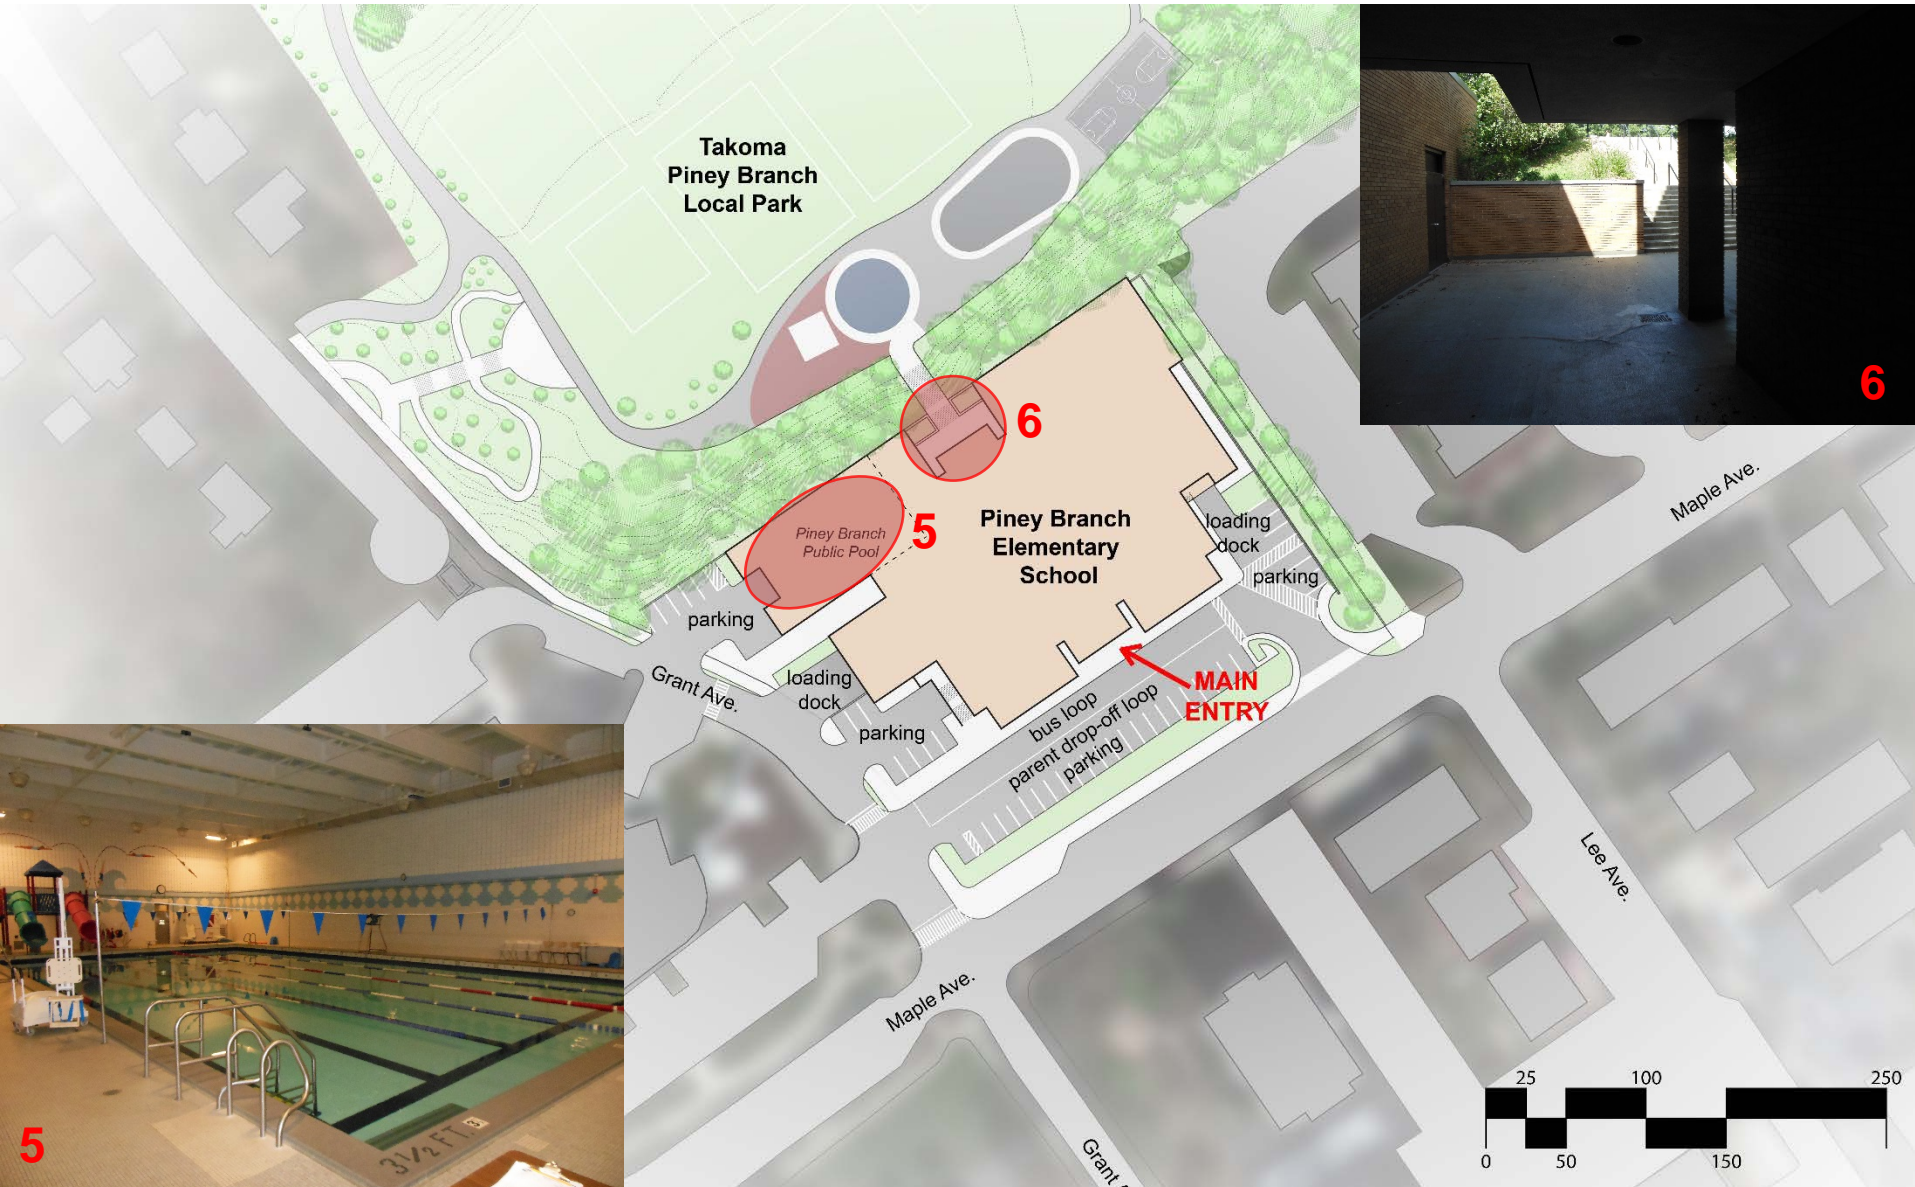 Takoma
Piney Branch
Local Park
6
6
Piney Branch
Public Pool
5
Piney Branch
Elementary
School
loading
dock
parking
Maple Ave.
parking
Grant Ave.
loading
dock
parking
MAIN
ENTRY
bus loop
parent drop-off loop
parking
Lee Ave.
Maple Ave.
Grant A
3 1/2 FT. 3
5
25 100 250
0 50 150